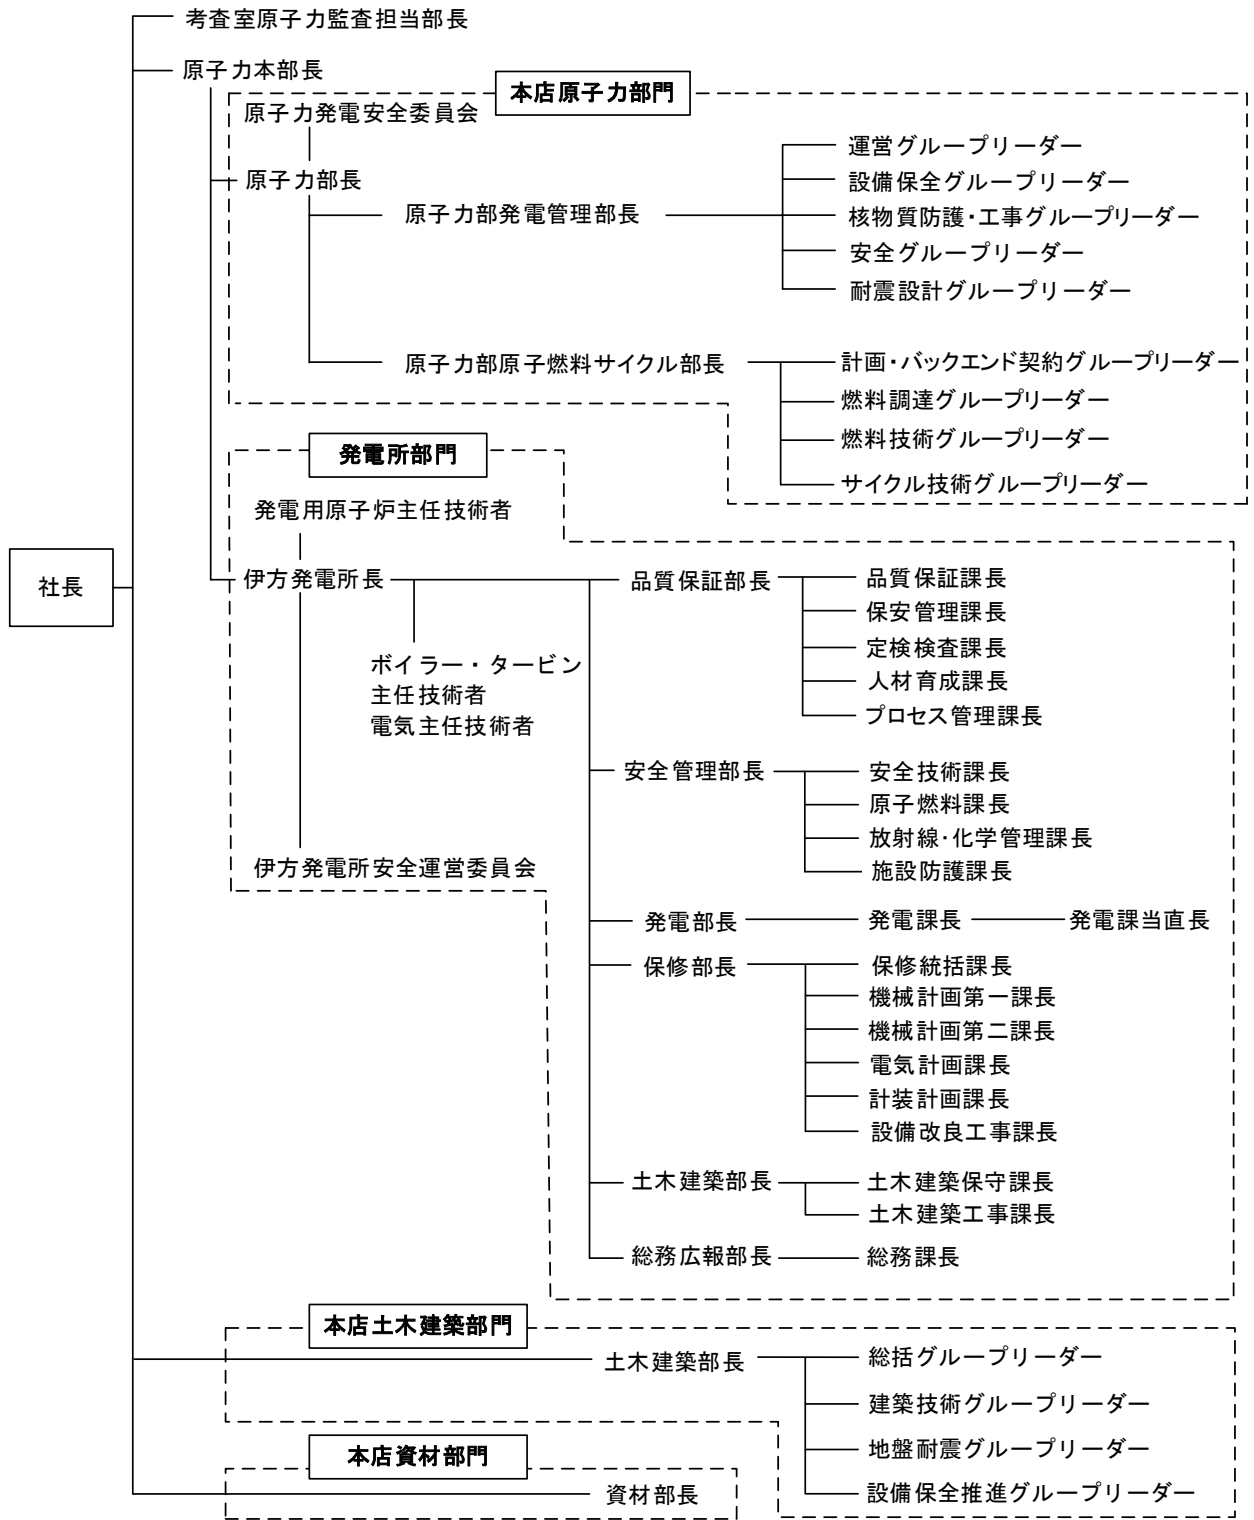 考査室原子力監査担当部長
原子力本部長
本店原子力部門
原子力発電安全委員会
原子力部長
原子力部発電管理部長
運営グループリーダー
設備保全グループリーダー
核物質防護・工事グループリーダー
安全グループリーダー
耐震設計グループリーダー
原子力部原子燃料サイクル部長
計画・バックエンド契約グループリーダー
燃料調達グループリーダー
燃料技術グループリーダー
サイクル技術グループリーダー
発電所部門
発電用原子炉主任技術者
社長
伊方発電所長
ボイラー・タービン
主任技術者
電気主任技術者
伊方発電所安全運営委員会
品質保証部長
品質保証課長
保安管理課長
定検検査課長
人材育成課長
プロセス管理課長
安全管理部長
安全技術課長
原子燃料課長
放射線・化学管理課長
施設防護課長
発電部長
発電課長
発電課当直長
保修部長
保修統括課長
機械計画第一課長
機械計画第二課長
電気計画課長
計装計画課長
設備改良工事課長
土木建築部長
土木建築保守課長
土木建築工事課長
総務広報部長
総務課長
本店土木建築部門
土木建築部長
総括グループリーダー
建築技術グループリーダー
地盤耐震グループリーダー
設備保全推進グループリーダー
本店資材部門
資材部長